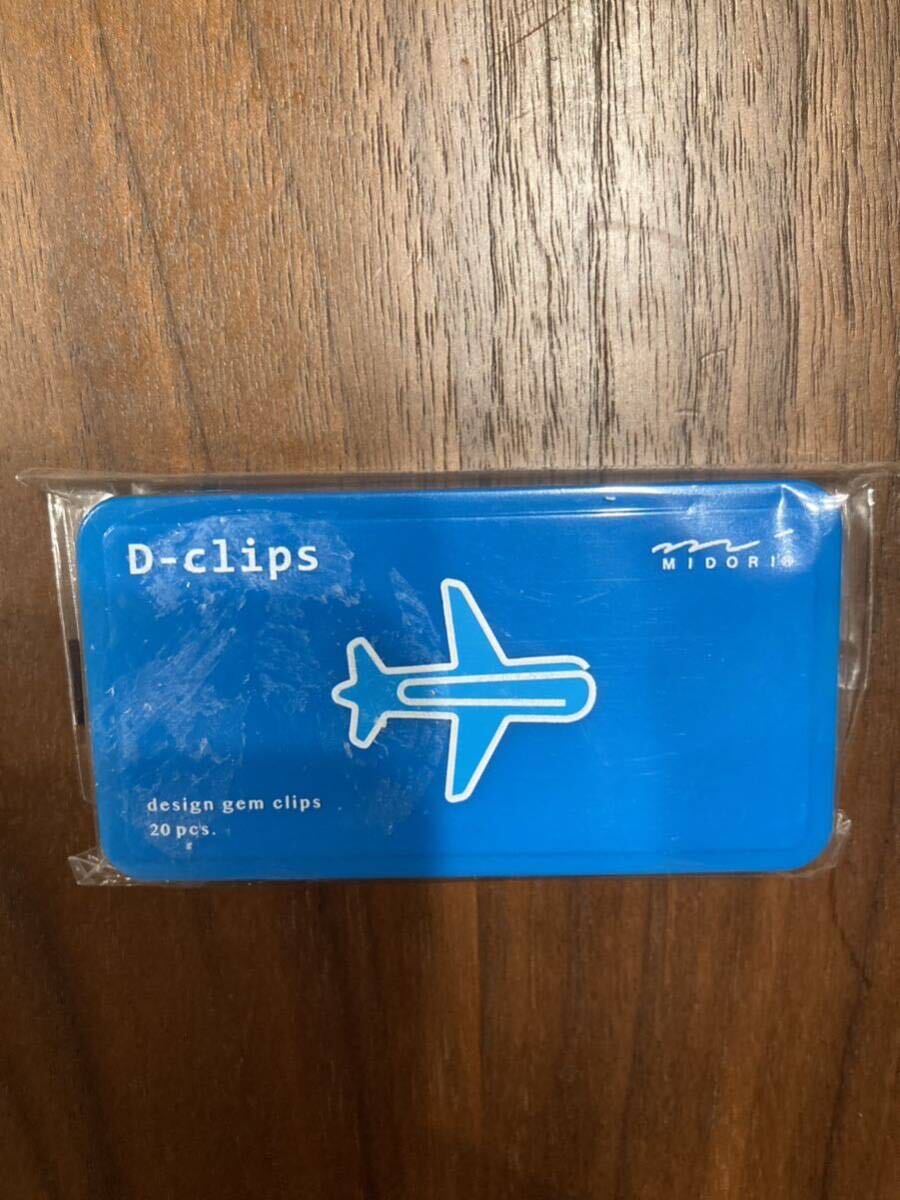 D-clips
MIDORI®
design gem clips
20 pcs.